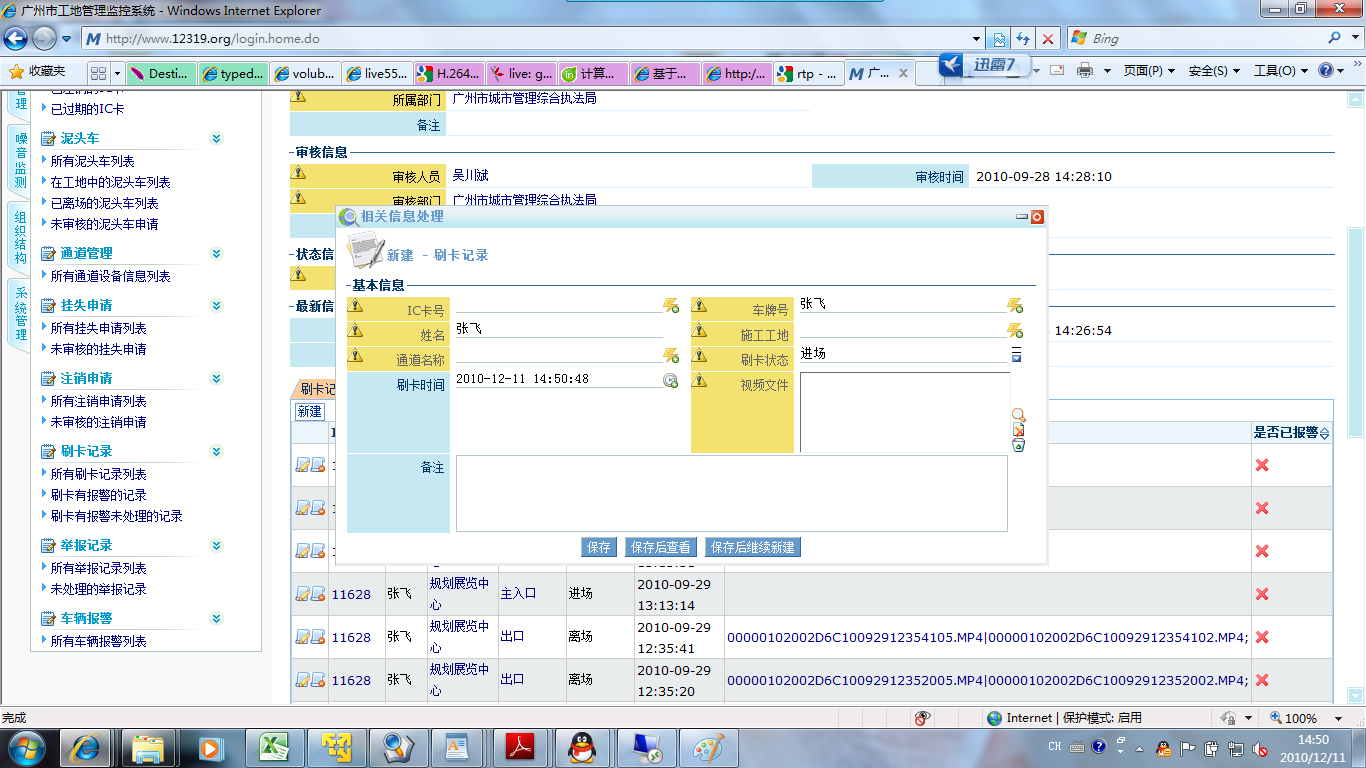 广州市工地管理监控系统 - Windows Internet Explorer
http://www.12319.org/login.home.do
Bing
收藏夹
Desti...
typed...
volub...
live55...
H.264...
live: g...
计算...
基于...
http:/...
rtp - ...
广...
迅雷7
页面(P)
安全(S)
工具(O)
管理
噪音监测
组织结构
系统管理
已过期的IC卡
泥头车
所有泥头车列表
在工地中的泥头车列表
已离场的泥头车列表
未审核的泥头车申请
通道管理
所有通道设备信息列表
挂失申请
所有挂失申请列表
未审核的挂失申请
注销申请
所有注销申请列表
未审核的注销申请
刷卡记录
所有刷卡记录列表
刷卡有报警的记录
刷卡有报警未处理的记录
举报记录
所有举报记录列表
未处理的举报记录
车辆报警
所有车辆报警列表
所属部门 广州市城市管理综合执法局
备注
审核信息
审核人员 吴川斌 审核时间 2010-09-28 14:28:10
审核部门 广州市城市管理综合执法局
状态信
最新信
14:26:54
刷卡记
新建
是否已报警
相关信息处理
新建 - 刷卡记录
基本信息
IC卡号 车牌号 张飞
姓名 张飞 施工工地
通道名称 刷卡状态 进场
刷卡时间 2010-12-11 14:50:48 视频文件
备注
保存 保存后查看 保存后继续新建
11628 张飞 规划展览中心 主入口 进场 2010-09-29 13:13:14
11628 张飞 规划展览中心 出口 离场 2010-09-29 12:35:41 00000102002D6C10092912354105.MP4|00000102002D6C10092912354102.MP4;
11628 张飞 规划展览中心 出口 离场 2010-09-29 12:35:20 00000102002D6C10092912352005.MP4|00000102002D6C10092912352002.MP4;
完成
Internet | 保护模式: 启用
100%
CH
14:50
2010/12/11